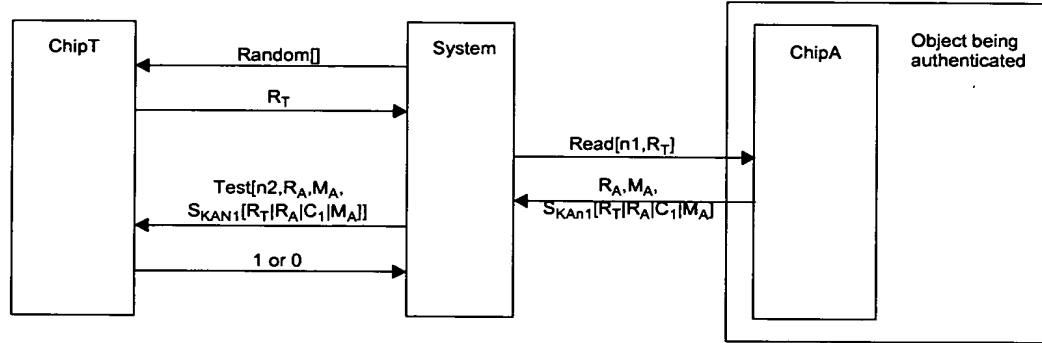 ChipT
System
ChipA
Object being
authenticated
Random[]
R_T
Read[n1,R_T]
Test[n2,R_A,M_A,
S_KAN1[R_T|R_A|C_1|M_A]]
R_A,M_A,
S_KAn1[R_T|R_A|C_1|M_A]
1 or 0